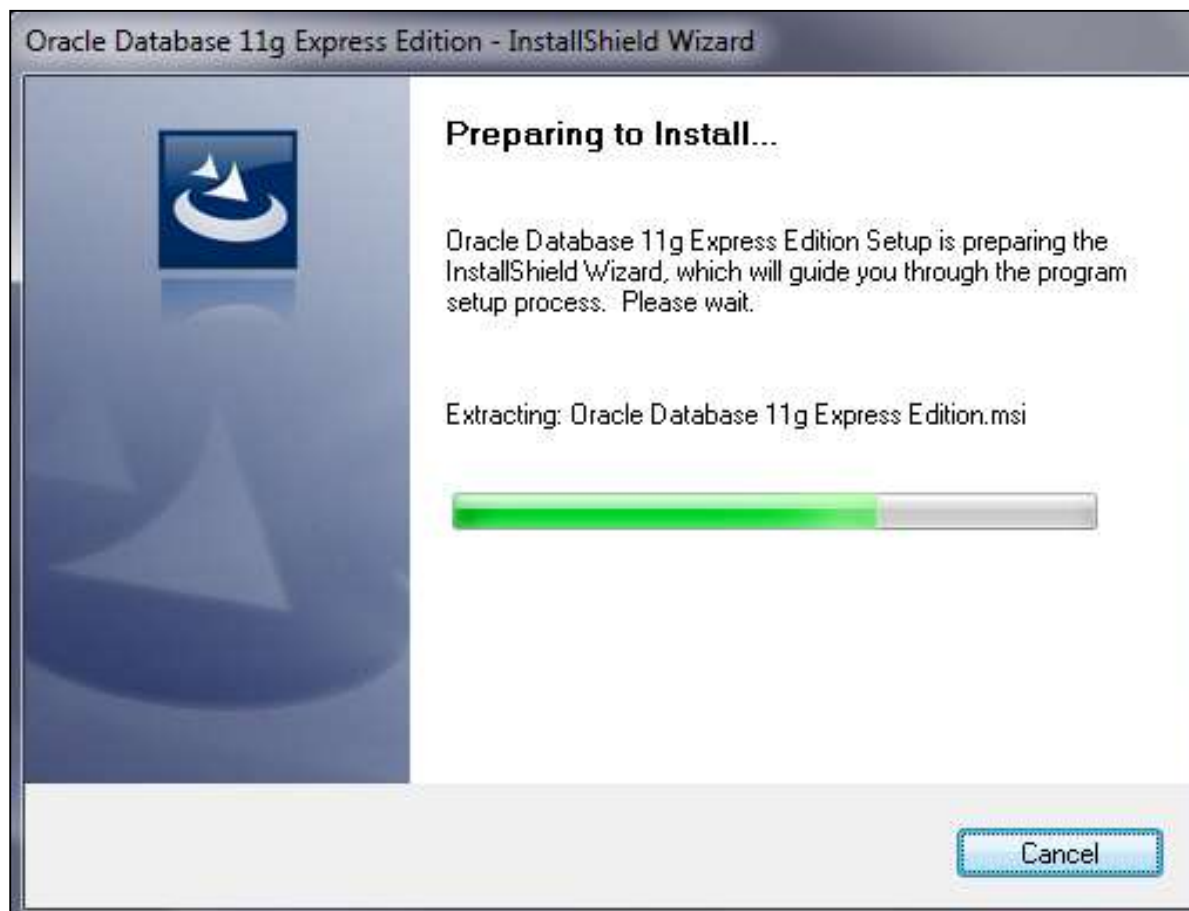 Oracle Database 11g Express Edition - InstallShield Wizard
Preparing to Install...
Oracle Database 11g Express Edition Setup is preparing the
InstallShield Wizard, which will guide you through the program
setup process.  Please wait.
Extracting: Oracle Database 11g Express Edition.msi
Cancel